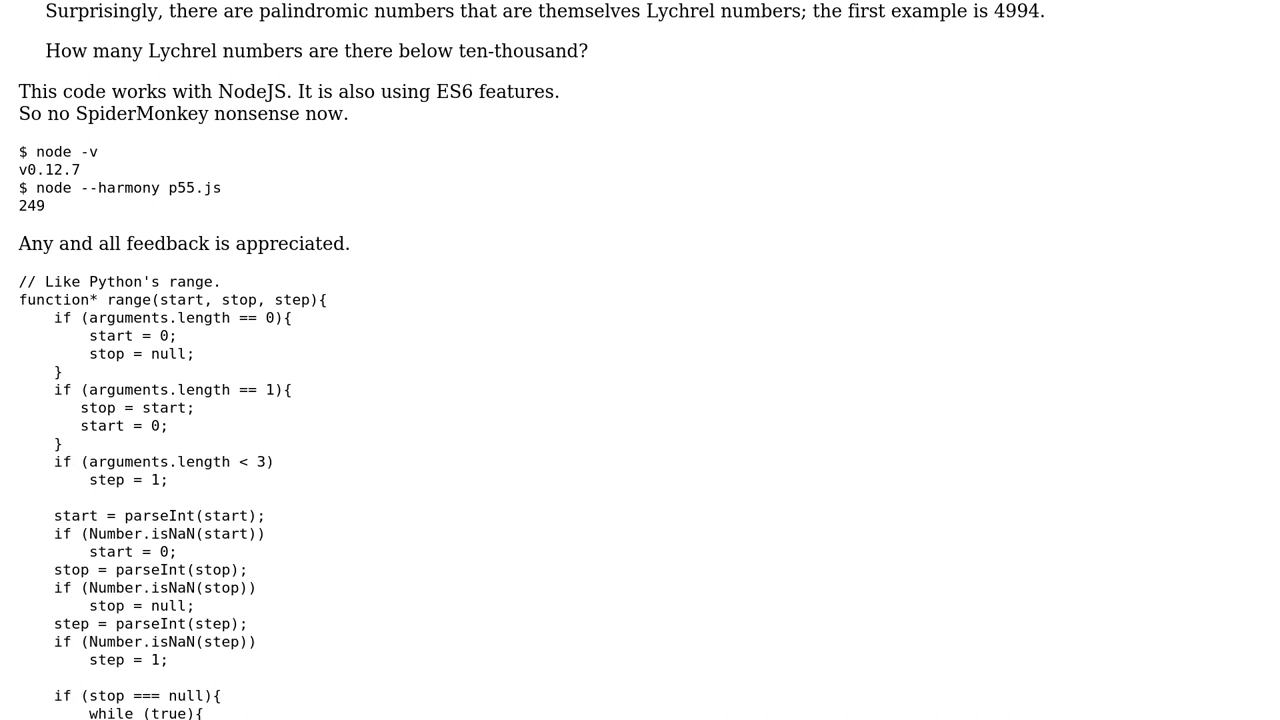 Surprisingly, there are palindromic numbers that are themselves Lychrel numbers; the first example is 4994.
How many Lychrel numbers are there below ten-thousand?
This code works with NodeJS. It is also using ES6 features.
So no SpiderMonkey nonsense now.
$ node -v
v0.12.7
$ node --harmony p55.js
249
Any and all feedback is appreciated.
// Like Python's range.
function* range(start, stop, step){
    if (arguments.length == 0){
        start = 0;
        stop = null;
    }
    if (arguments.length == 1){
       stop = start;
       start = 0;
    }
    if (arguments.length < 3)
        step = 1;

    start = parseInt(start);
    if (Number.isNaN(start))
        start = 0;
    stop = parseInt(stop);
    if (Number.isNaN(stop))
        stop = null;
    step = parseInt(step);
    if (Number.isNaN(step))
        step = 1;

    if (stop === null){
        while (true){